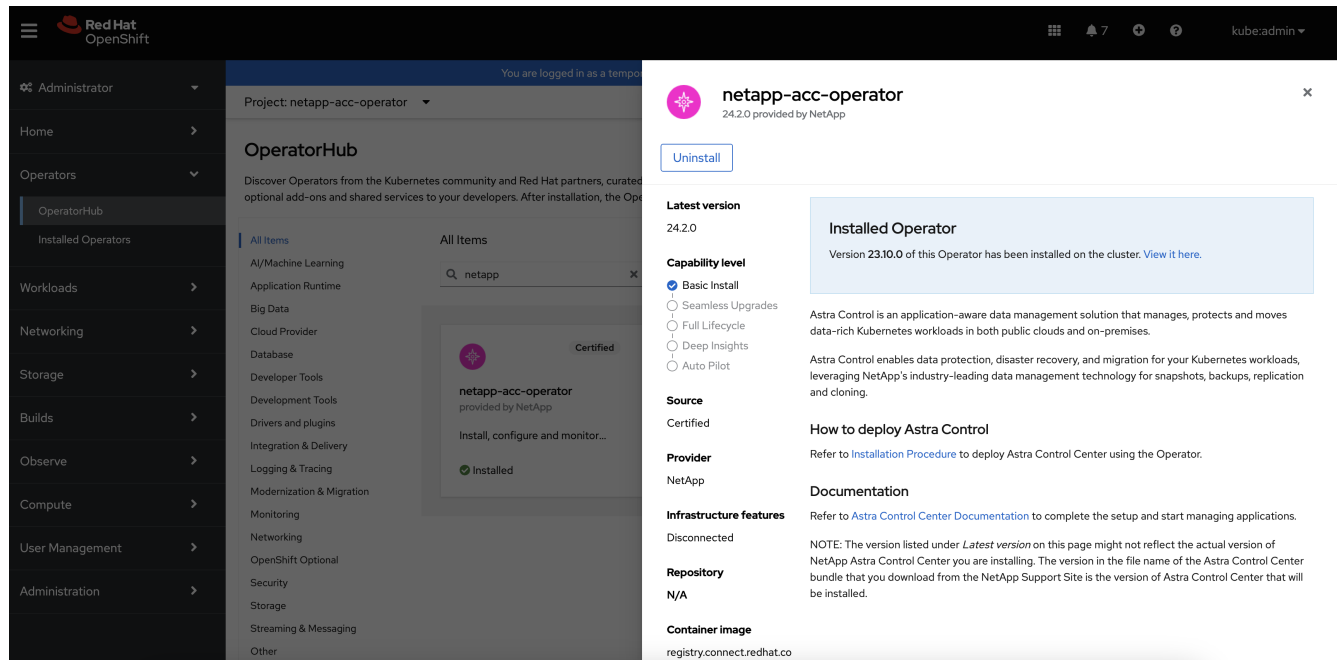 Red Hat
OpenShift
7
kube:admin
Administrator
Home
Operators
OperatorHub
Installed Operators
Workloads
Networking
Storage
Builds
Observe
Compute
User Management
Administration
You are logged in as a tempor
Project: netapp-acc-operator
OperatorHub
Discover Operators from the Kubernetes community and Red Hat partners, curated
optional add-ons and shared services to your developers. After installation, the Ope
All Items
AI/Machine Learning
Application Runtime
Big Data
Cloud Provider
Database
Developer Tools
Development Tools
Drivers and plugins
Integration & Delivery
Logging & Tracing
Modernization & Migration
Monitoring
Networking
OpenShift Optional
Security
Storage
Streaming & Messaging
Other
All Items
netapp
Certified
netapp-acc-operator
provided by NetApp
Install, configure and monitor...
Installed
netapp-acc-operator
24.2.0 provided by NetApp
Uninstall
Latest version
24.2.0
Capability level
Basic Install
Seamless Upgrades
Full Lifecycle
Deep Insights
Auto Pilot
Source
Certified
Provider
NetApp
Infrastructure features
Disconnected
Repository
N/A
Container image
registry.connect.redhat.co
Installed Operator
Version 23.10.0 of this Operator has been installed on the cluster. View it here.
Astra Control is an application-aware data management solution that manages, protects and moves
data-rich Kubernetes workloads in both public clouds and on-premises.
Astra Control enables data protection, disaster recovery, and migration for your Kubernetes workloads,
leveraging NetApp's industry-leading data management technology for snapshots, backups, replication
and cloning.
How to deploy Astra Control
Refer to Installation Procedure to deploy Astra Control Center using the Operator.
Documentation
Refer to Astra Control Center Documentation to complete the setup and start managing applications.
NOTE: The version listed under Latest version on this page might not reflect the actual version of
NetApp Astra Control Center you are installing. The version in the file name of the Astra Control Center
bundle that you download from the NetApp Support Site is the version of Astra Control Center that will
be installed.